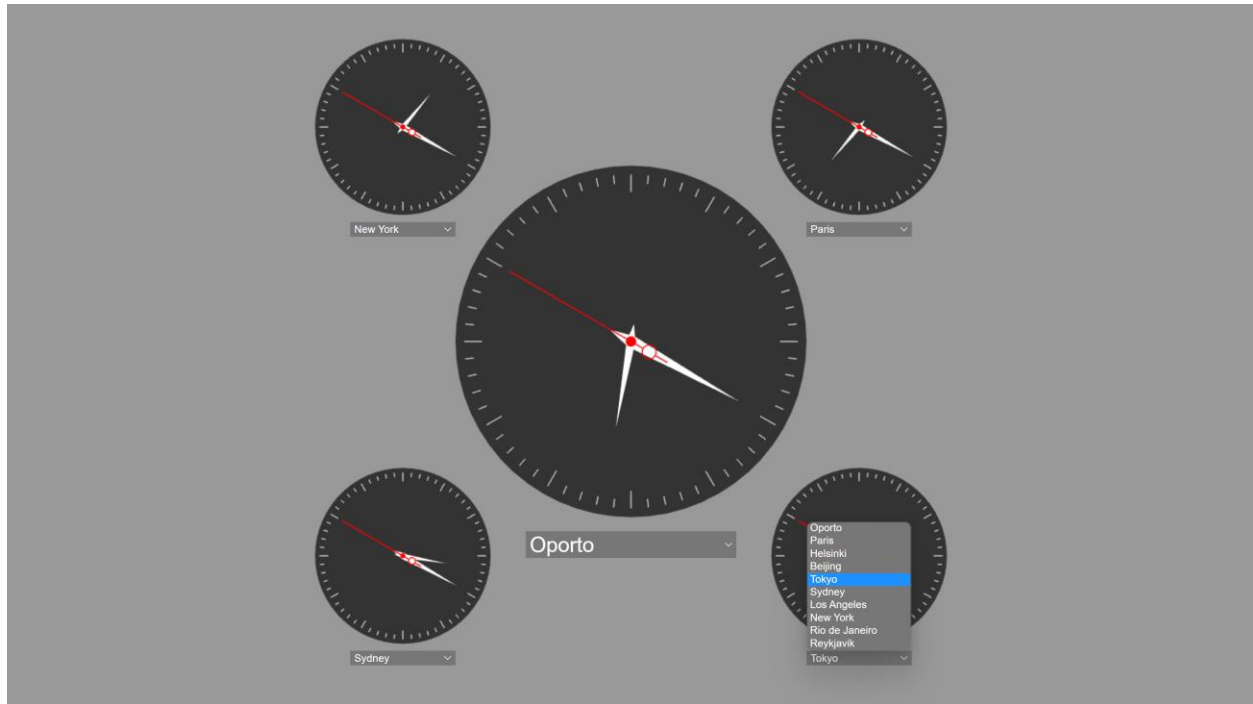 New York
Paris
Oporto
Sydney
Oporto
Paris
Helsinki
Beijing
Tokyo
Sydney
Los Angeles
New York
Rio de Janeiro
Reykjavik
Tokyo